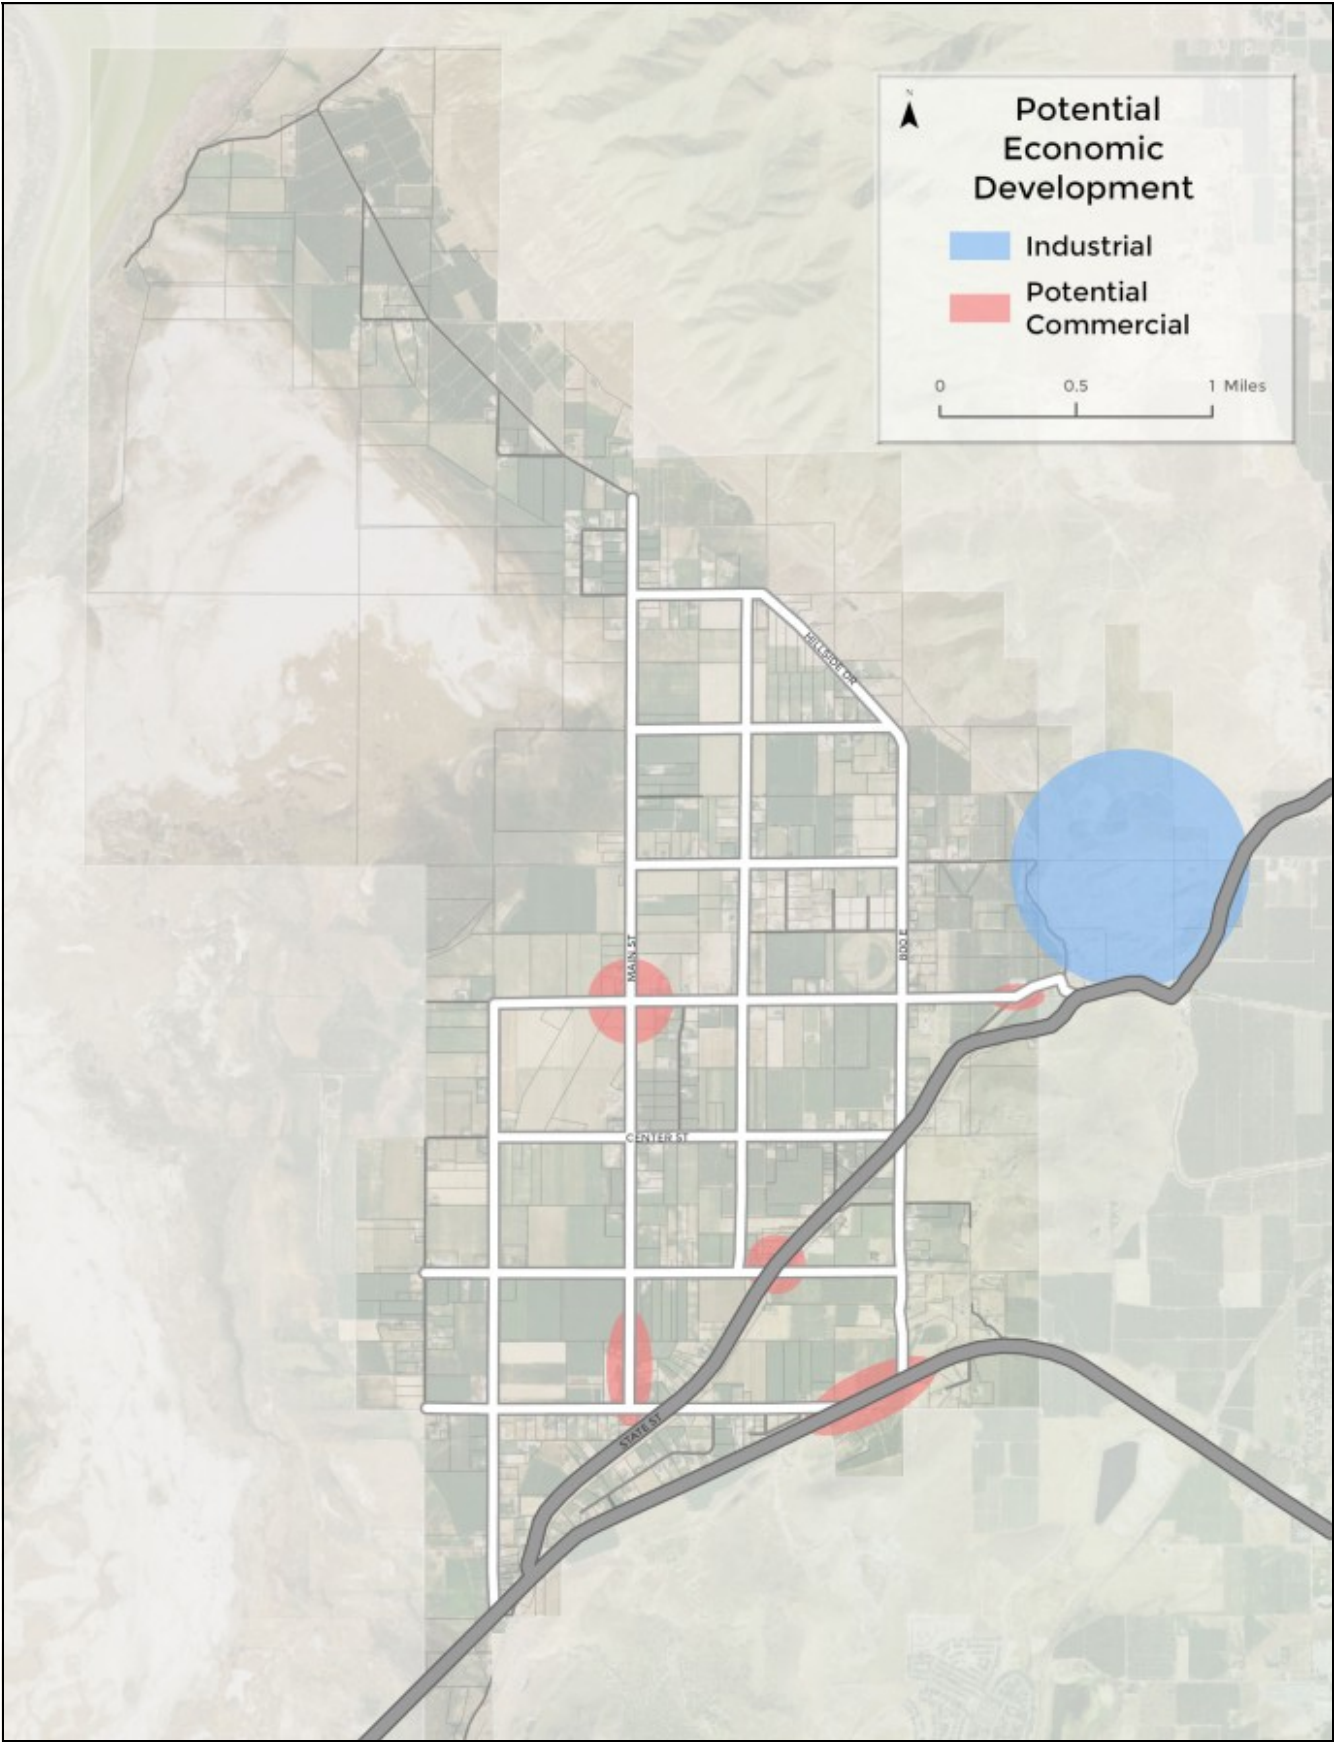 N
Potential
Economic
Development
Industrial
Potential
Commercial
0 0.5 1 Miles
HILLSIDE DR
MAIN ST
800 E
CENTER ST
STATE ST